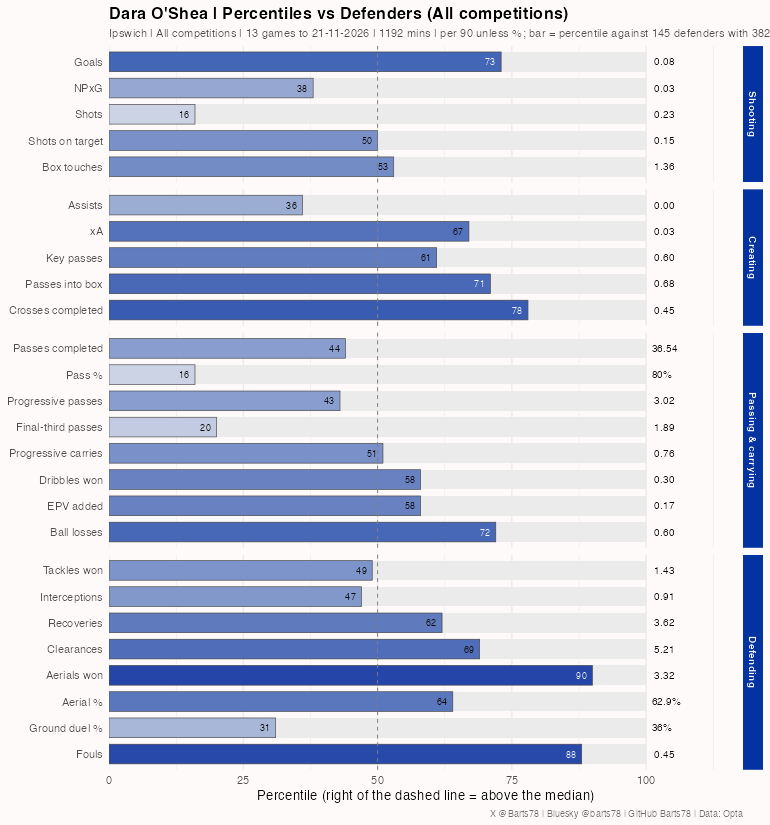 Dara O'Shea | Percentiles vs Defenders (All competitions)
Ipswich | All competitions | 13 games to 21-11-2026 | 1192 mins | per 90 unless %; bar = percentile against 145 defenders with 382
Goals 73 0.08
NPxG 38 0.03
Shots 16 0.23
Shots on target 50 0.15
Box touches 53 1.36
Shooting
Assists 36 0.00
xA 67 0.03
Key passes 61 0.60
Passes into box 71 0.68
Crosses completed 78 0.45
Creating
Passes completed 44 36.54
Pass % 16 80%
Progressive passes 43 3.02
Final-third passes 20 1.89
Progressive carries 51 0.76
Dribbles won 58 0.30
EPV added 58 0.17
Ball losses 72 0.60
Passing & carrying
Tackles won 49 1.43
Interceptions 47 0.91
Recoveries 62 3.62
Clearances 69 5.21
Aerials won 90 3.32
Aerial % 64 62.9%
Ground duel % 31 36%
Fouls 88 0.45
Defending
0 25 50 75 100
Percentile (right of the dashed line = above the median)
X @Barts78 | Bluesky @barts78 | GitHub Barts78 | Data: Opta